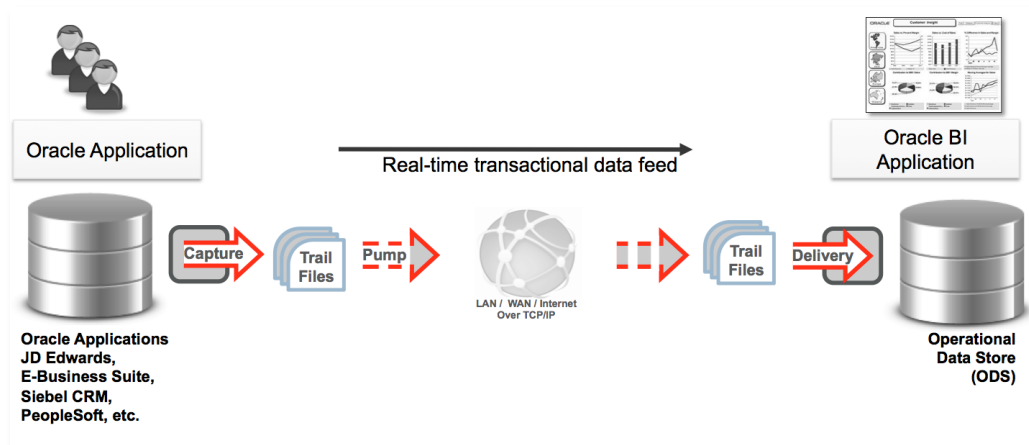 ORACLE
Customer Insight
Oracle Application
Oracle BI
Application
Real-time transactional data feed
Capture
Trail
Files
Pump
LAN / WAN / Internet
Over TCP/IP
Trail
Files
Delivery
Oracle Applications
JD Edwards,
E-Business Suite,
Siebel CRM,
PeopleSoft, etc.
Operational
Data Store
(ODS)